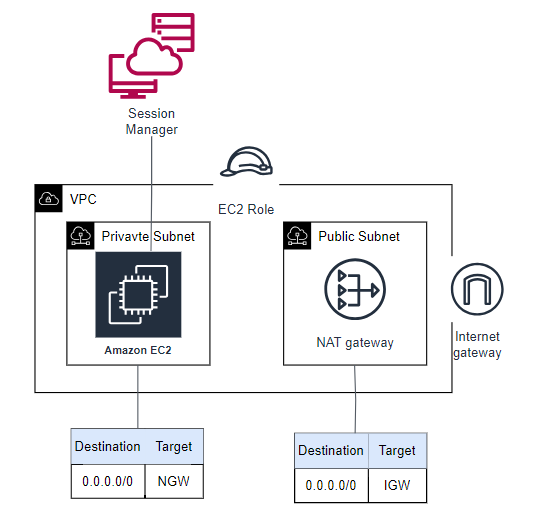 Session
Manager
EC2 Role
VPC
Privavte Subnet
Amazon EC2
Public Subnet
NAT gateway
Internet
gateway
Destination Target
0.0.0.0/0 NGW
Destination Target
0.0.0.0/0 IGW